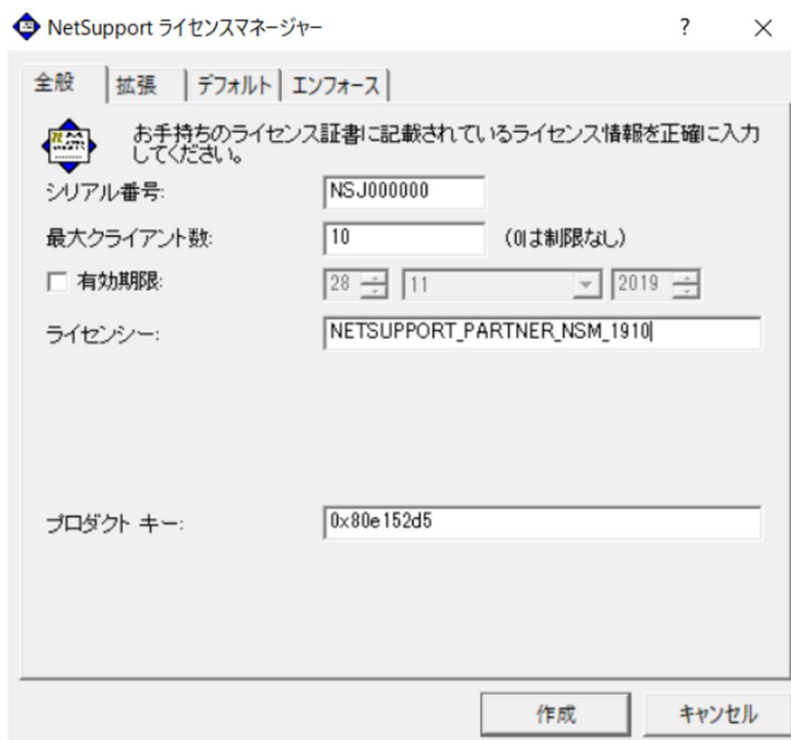 NetSupport ライセンスマネージャー ? ×
全般 拡張 デフォルト エンフォース
お手持ちのライセンス証書に記載されているライセンス情報を正確に入力
してください。
シリアル番号: NSJ000000
最大クライアント数: 10 (0は制限なし)
有効期限: 28 11 2019
ライセンシー: NETSUPPORT_PARTNER_NSM_1910
プロダクト キー: 0x80e152d5
作成 キャンセル